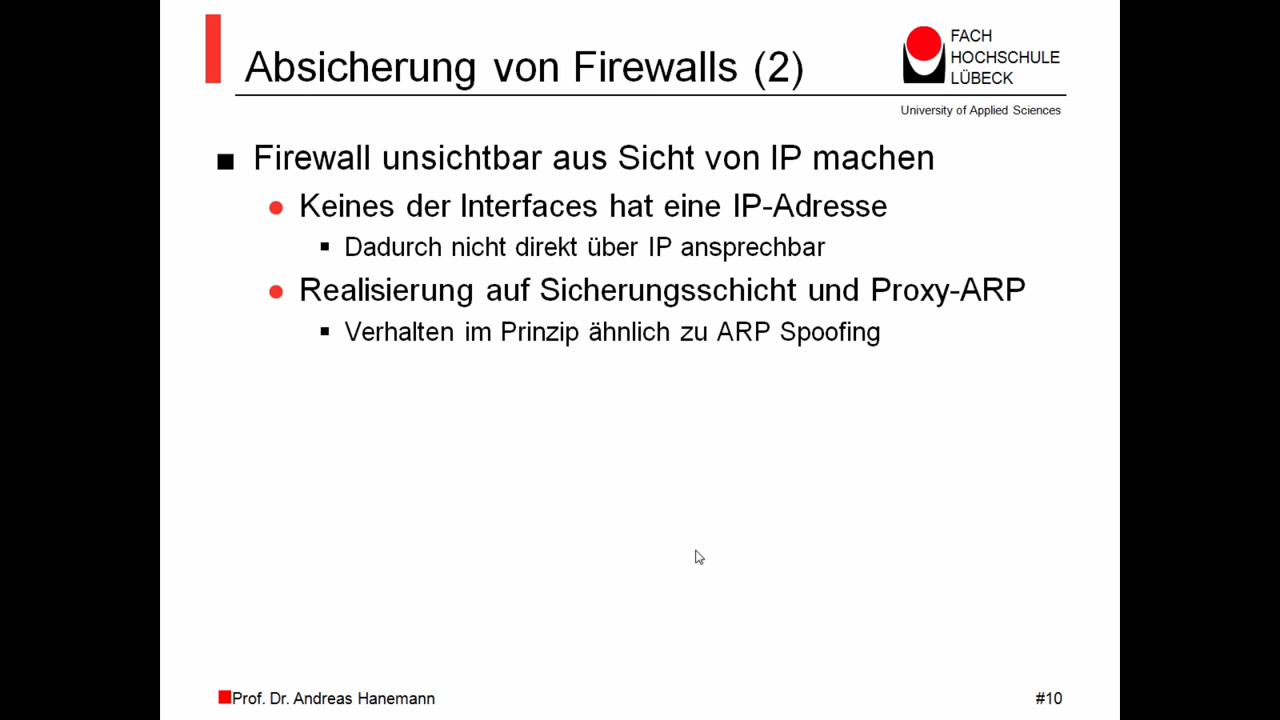 Absicherung von Firewalls (2)
FACH
HOCHSCHULE
LÜBECK
University of Applied Sciences
Firewall unsichtbar aus Sicht von IP machen
Keines der Interfaces hat eine IP-Adresse
Dadurch nicht direkt über IP ansprechbar
Realisierung auf Sicherungsschicht und Proxy-ARP
Verhalten im Prinzip ähnlich zu ARP Spoofing
Prof. Dr. Andreas Hanemann
#10